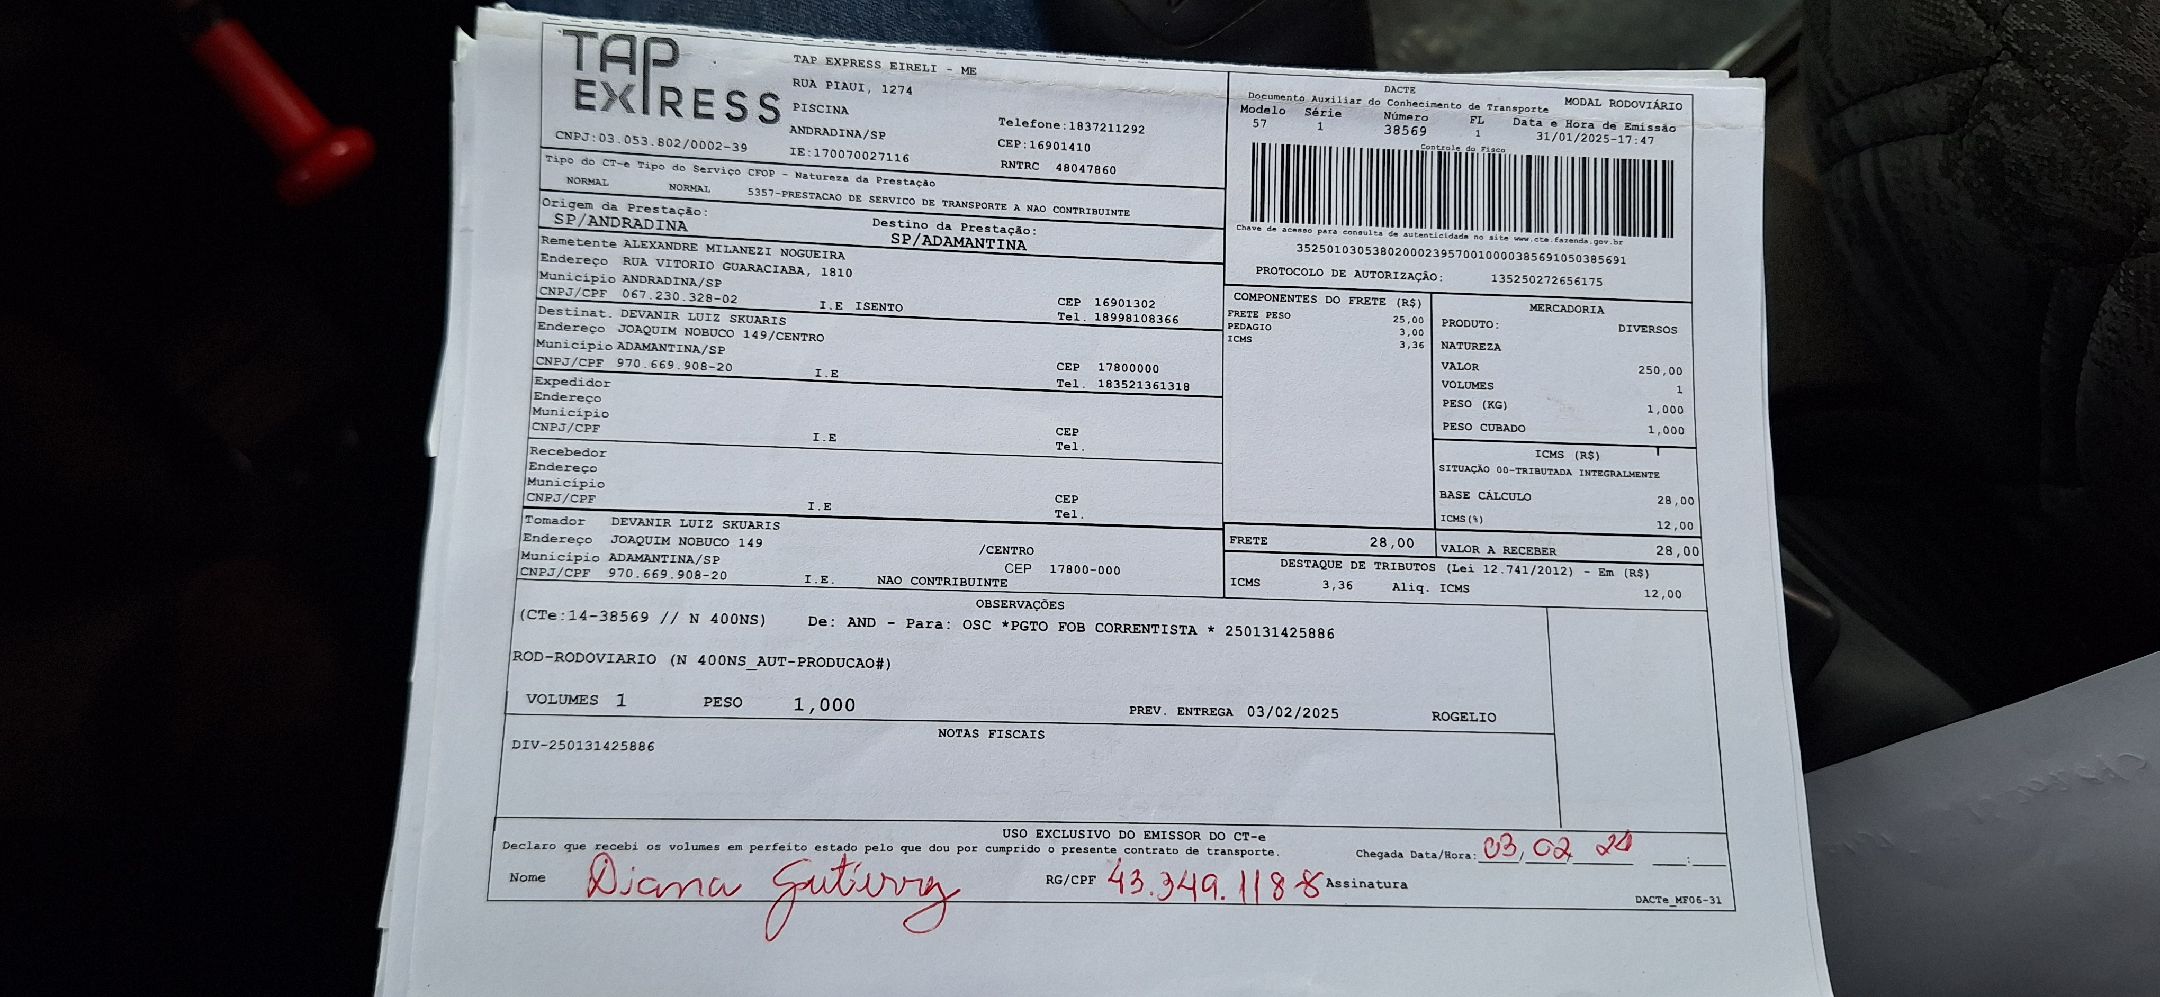 TAP EXPRESS
TAP EXPRESS EIRELI - ME
RUA PIAUI, 1274
PISCINA
ANDRADINA/SP
IE:170070027116
Telefone:1837211292
CEP:16901410
RNTRC 48047860
CNPJ:03.053.802/0002-39
DACTE
Documento Auxiliar do Conhecimento de Transporte
MODAL RODOVIÁRIO
Modelo Série Número FL Data e Hora de Emissão
57 1 38569 1 31/01/2025-17:47
Controle do Fisco
Chave de acesso para consulta de autenticidade no site www.cte.fazenda.gov.br
35250103053802000239570010000385691050385691
PROTOCOLO DE AUTORIZAÇÃO: 135250272656175
Tipo do CT-e Tipo do Serviço CFOP - Natureza da Prestação
NORMAL NORMAL 5357-PRESTACAO DE SERVICO DE TRANSPORTE A NAO CONTRIBUINTE
Origem da Prestação: Destino da Prestação:
SP/ANDRADINA SP/ADAMANTINA
Remetente ALEXANDRE MILANEZI NOGUEIRA
Endereço RUA VITORIO GUARACIABA, 1810
Município ANDRADINA/SP CEP 16901302
CNPJ/CPF 067.230.328-02 I.E ISENTO Tel. 18998108366
Destinat. DEVANIR LUIZ SKUARIS
Endereço JOAQUIM NOBUCO 149/CENTRO
Município ADAMANTINA/SP CEP 17800000
CNPJ/CPF 970.669.908-20 I.E Tel. 183521361318
Expedidor
Endereço
Município CEP
CNPJ/CPF I.E Tel.
Recebedor
Endereço
Município CEP
CNPJ/CPF I.E Tel.
Tomador DEVANIR LUIZ SKUARIS
Endereço JOAQUIM NOBUCO 149 /CENTRO
Município ADAMANTINA/SP CEP 17800-000
CNPJ/CPF 970.669.908-20 I.E. NAO CONTRIBUINTE
COMPONENTES DO FRETE (R$)
FRETE PESO 25,00
PEDAGIO 3,00
ICMS 3,36
MERCADORIA
PRODUTO: DIVERSOS
NATUREZA
VALOR 250,00
VOLUMES 1
PESO (KG) 1,000
PESO CUBADO 1,000
ICMS (R$)
SITUAÇÃO 00-TRIBUTADA INTEGRALMENTE
BASE CÁLCULO 28,00
ICMS(%) 12,00
FRETE 28,00 VALOR A RECEBER 28,00
DESTAQUE DE TRIBUTOS (Lei 12.741/2012) - Em (R$)
ICMS 3,36 Aliq. ICMS 12,00
OBSERVAÇÕES
(CTe:14-38569 // N 400NS) De: AND - Para: OSC *PGTO FOB CORRENTISTA * 250131425886
ROD-RODOVIARIO (N 400NS_AUT-PRODUCAO#)
VOLUMES 1 PESO 1,000 PREV. ENTREGA 03/02/2025 ROGELIO
NOTAS FISCAIS
DIV-250131425886
USO EXCLUSIVO DO EMISSOR DO CT-e
Declaro que recebi os volumes em perfeito estado pelo que dou por cumprido o presente contrato de transporte. Chegada Data/Hora: 03, 02
Nome Diana RG/CPF 43.349.118-8 Assinatura
DACTe_MF06-31